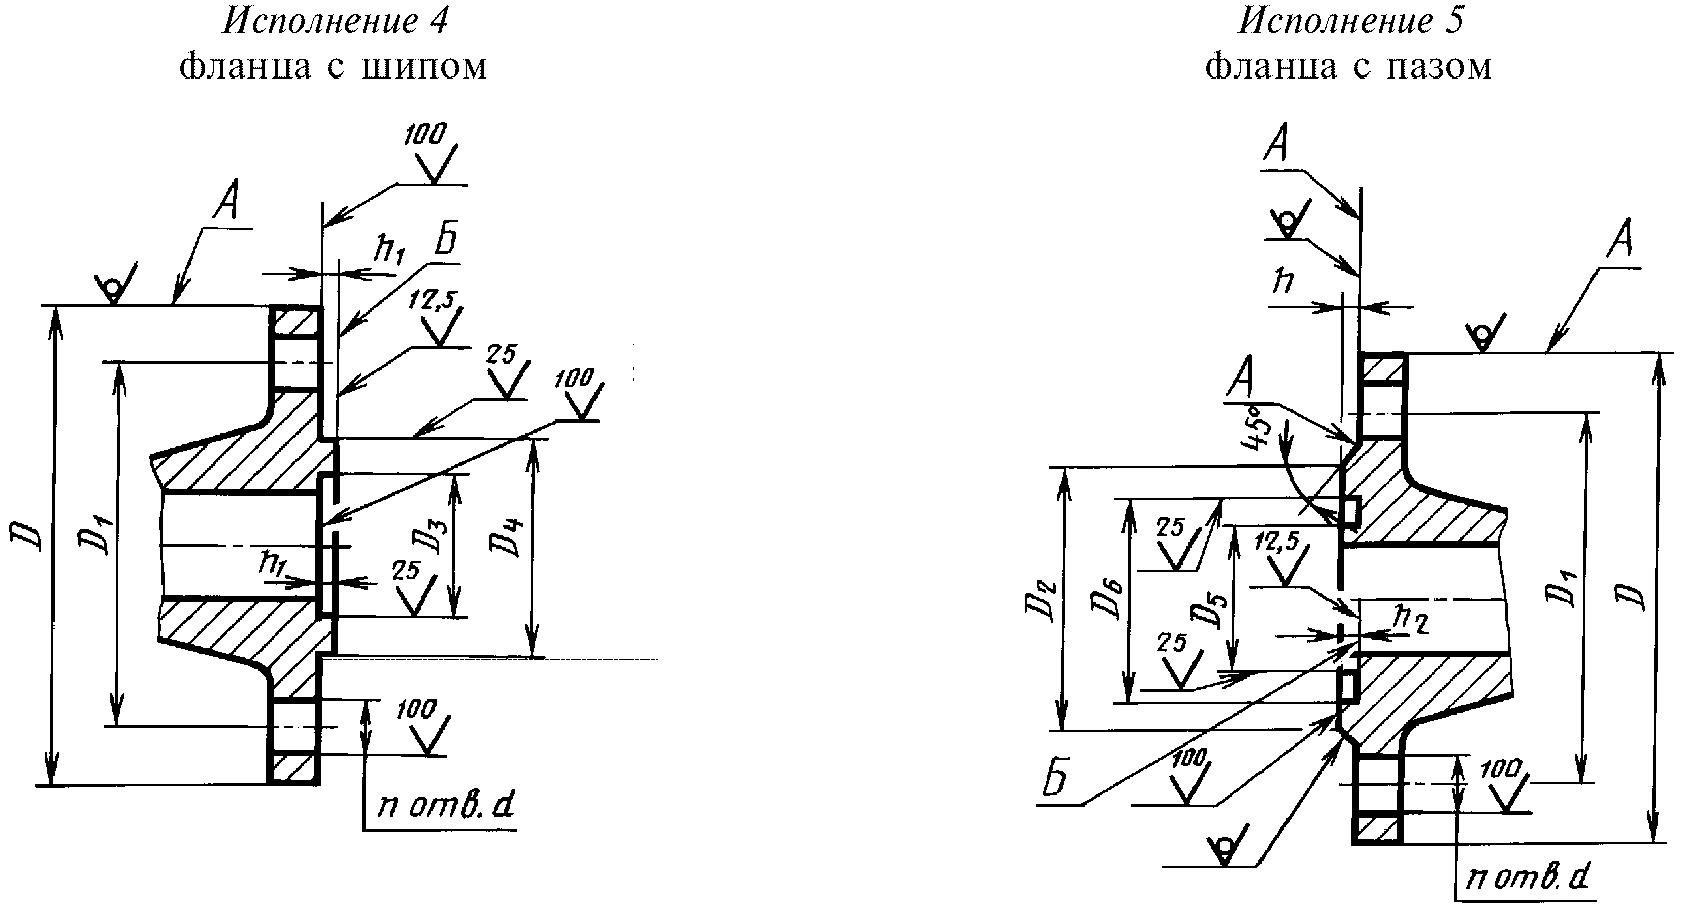 Исполнение 4
фланца с шипом
100
А
Б
h1
12,5
25
100
D
D1
D3
D4
h1
25
100
n отв. d
Исполнение 5
фланца с пазом
А
А
h
А
45°
25
12,5
D2
D6
D5
h2
D1
D
25
Б
100
100
n отв. d